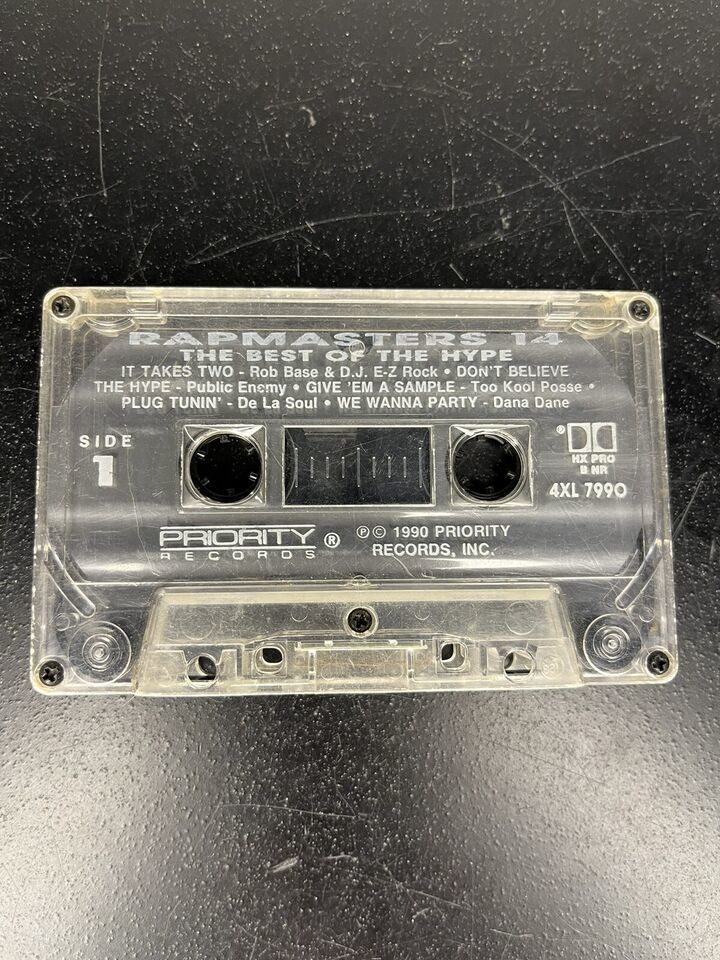 RAPMASTERS 14
THE BEST OF THE HYPE
IT TAKES TWO - Rob Base & D.J. E-Z Rock • DON'T BELIEVE
THE HYPE - Public Enemy • GIVE 'EM A SAMPLE - Too Kool Posse •
PLUG TUNIN' - De La Soul • WE WANNA PARTY - Dana Dane
SIDE
1
®
HX PRO
B NR
4XL 7990
PRIORITY
RECORDS ®
ⓅⒸ 1990 PRIORITY
RECORDS, INC.